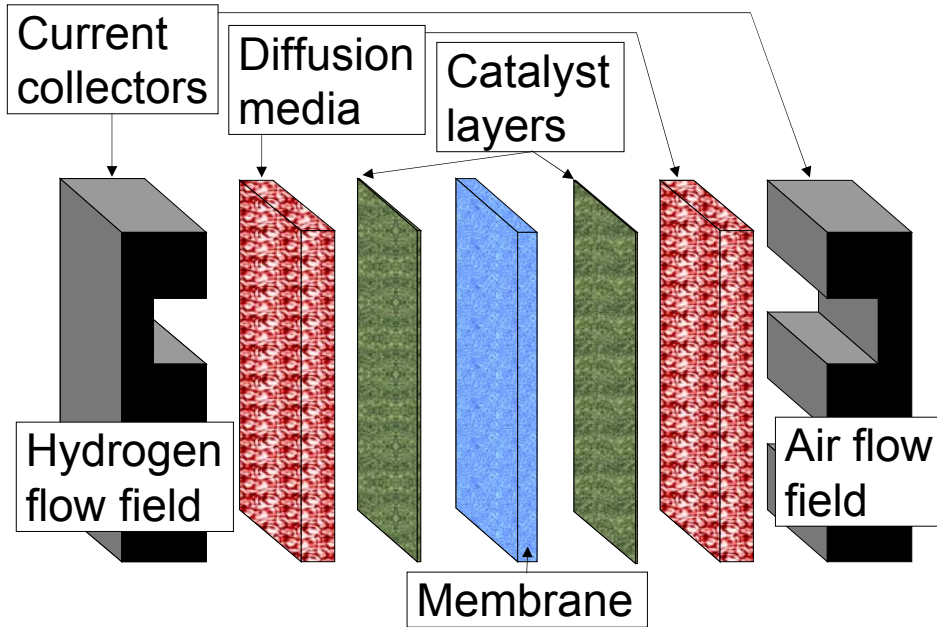 Current
collectors
Diffusion
media
Catalyst
layers
Hydrogen
flow field
Air flow
field
Membrane